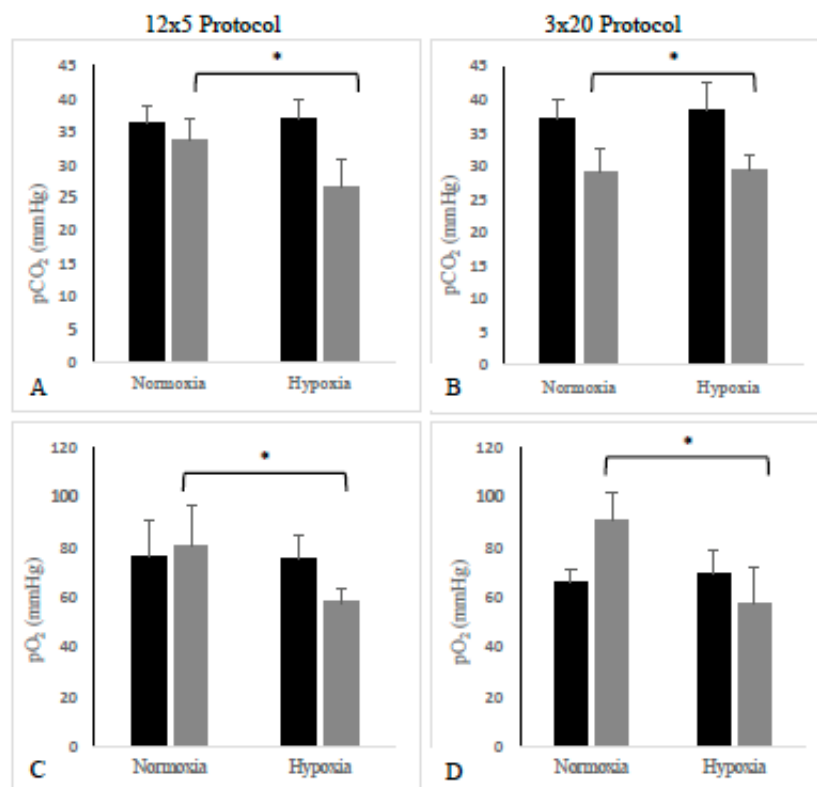 12x5 Protocol
3x20 Protocol
*
45
40
35
30
25
20
15
10
5
0
pCO₂ (mmHg)
Normoxia
Hypoxia
A
*
45
40
35
30
25
20
15
10
5
0
pCO₂ (mmHg)
Normoxia
Hypoxia
B
*
120
100
80
60
40
20
0
pO₂ (mmHg)
Normoxia
Hypoxia
C
*
120
100
80
60
40
20
0
pO₂ (mmHg)
Normoxia
Hypoxia
D